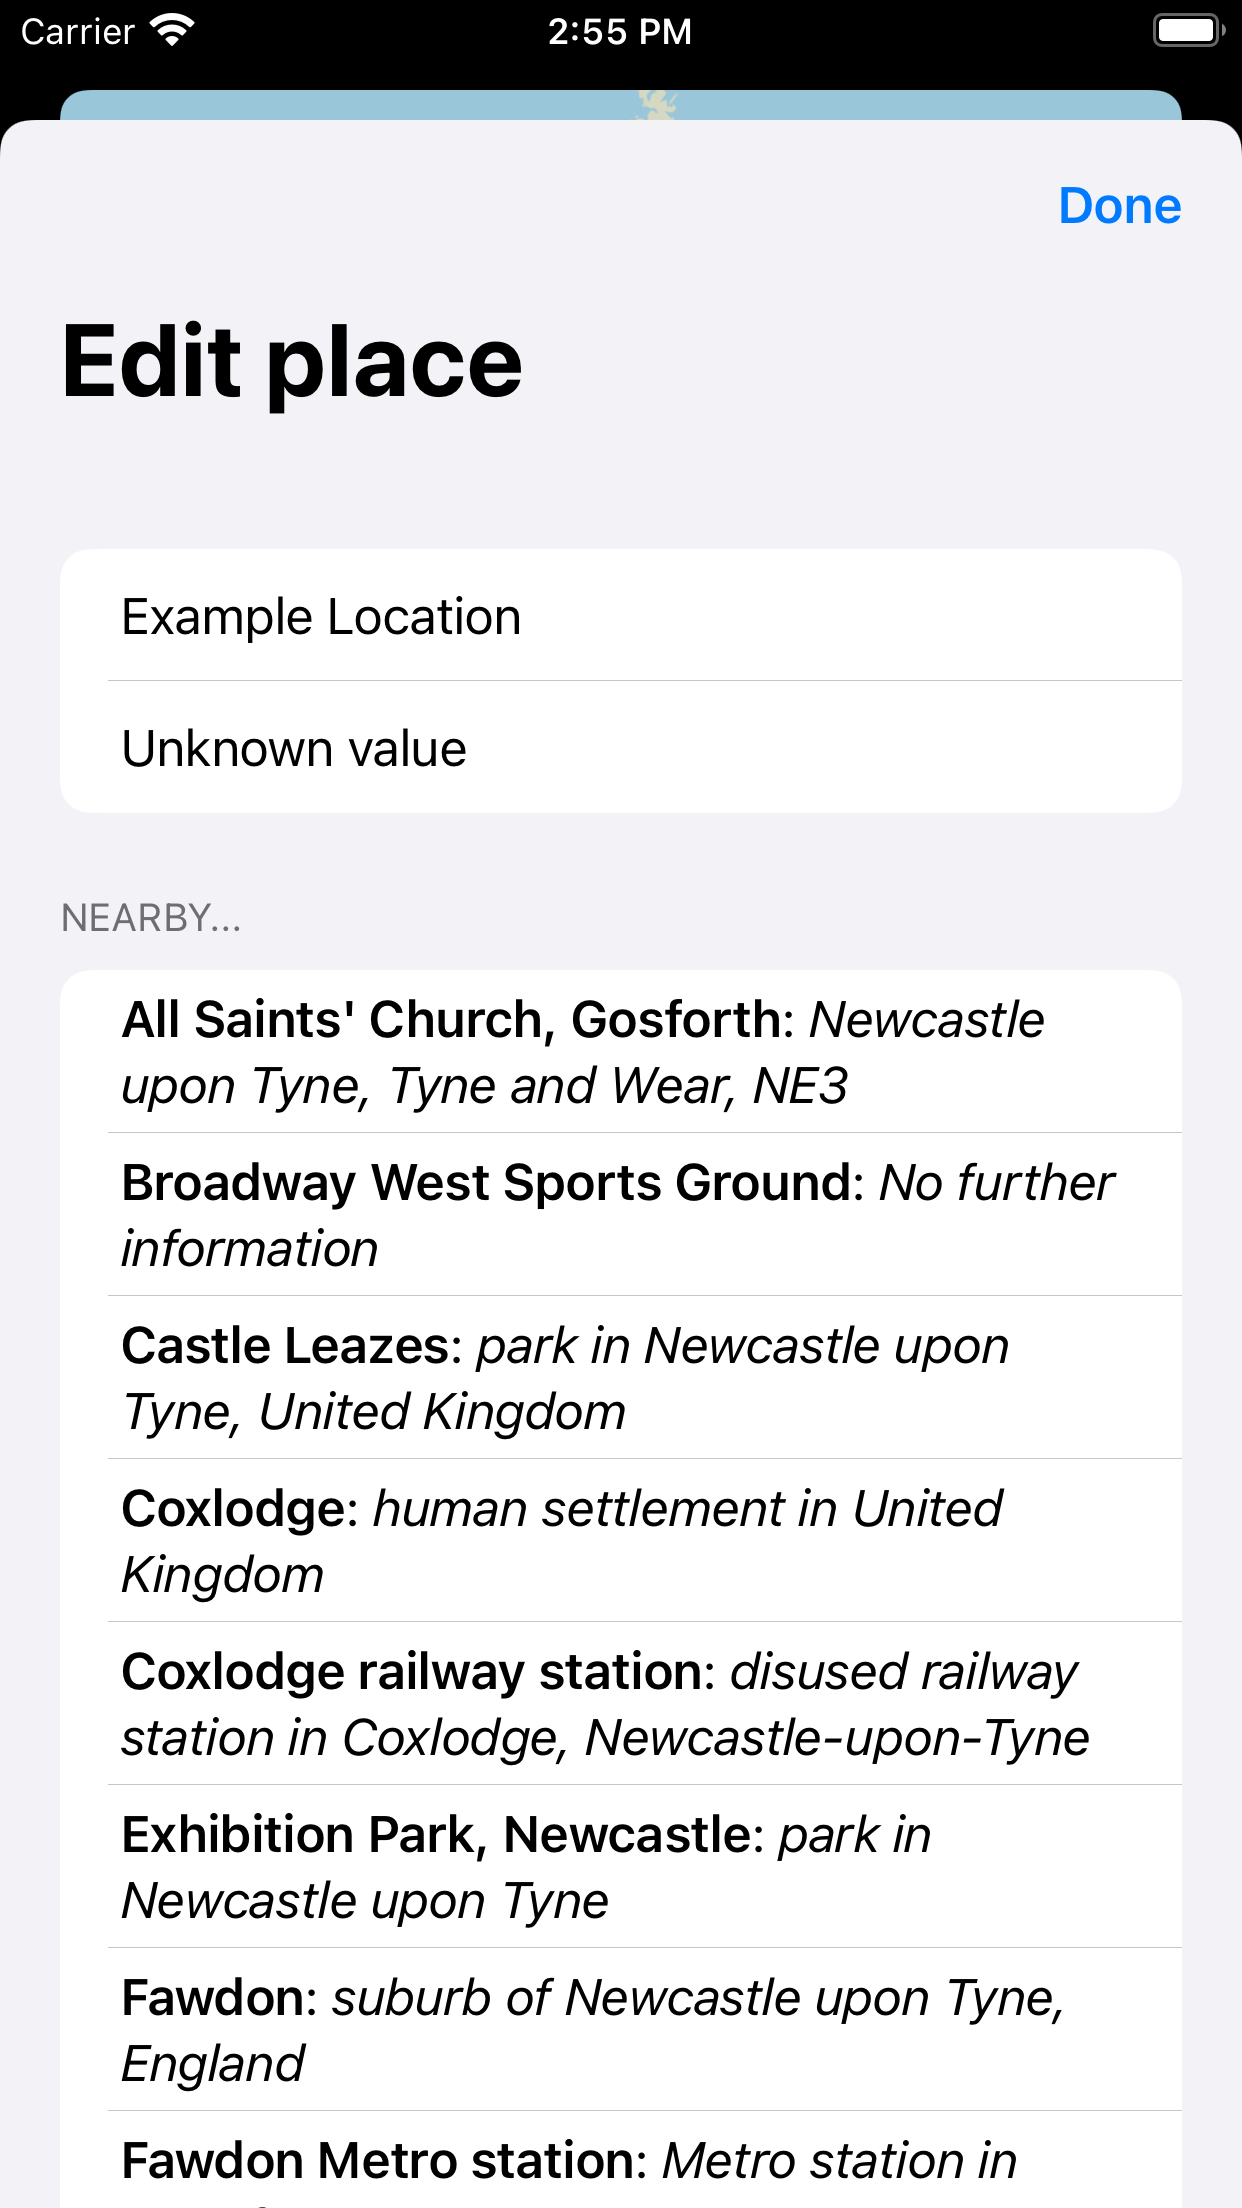 Carrier
2:55 PM
Done
Edit place
Example Location
Unknown value
NEARBY...
All Saints' Church, Gosforth: Newcastle
upon Tyne, Tyne and Wear, NE3
Broadway West Sports Ground: No further
information
Castle Leazes: park in Newcastle upon
Tyne, United Kingdom
Coxlodge: human settlement in United
Kingdom
Coxlodge railway station: disused railway
station in Coxlodge, Newcastle-upon-Tyne
Exhibition Park, Newcastle: park in
Newcastle upon Tyne
Fawdon: suburb of Newcastle upon Tyne,
England
Fawdon Metro station: Metro station in